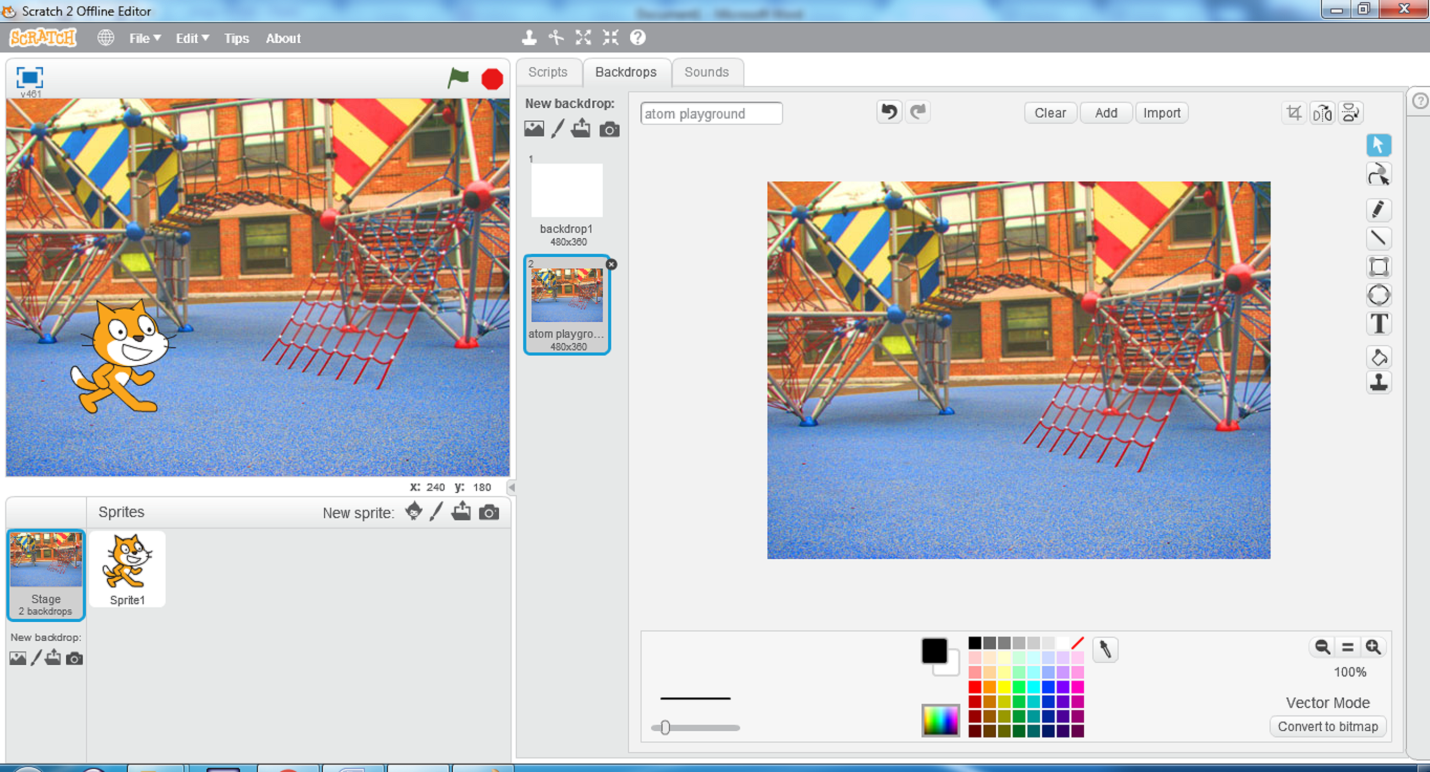 Scratch 2 Offline Editor
SCRATCH
File Edit Tips About
v461
Scripts Backdrops Sounds
New backdrop:
atom playground
Clear Add Import
1
backdrop1
480x360
2
atom playgro...
480x360
x: 240 y: 180
Sprites New sprite:
Stage
2 backdrops
Sprite1
New backdrop:
T
100%
Vector Mode
Convert to bitmap